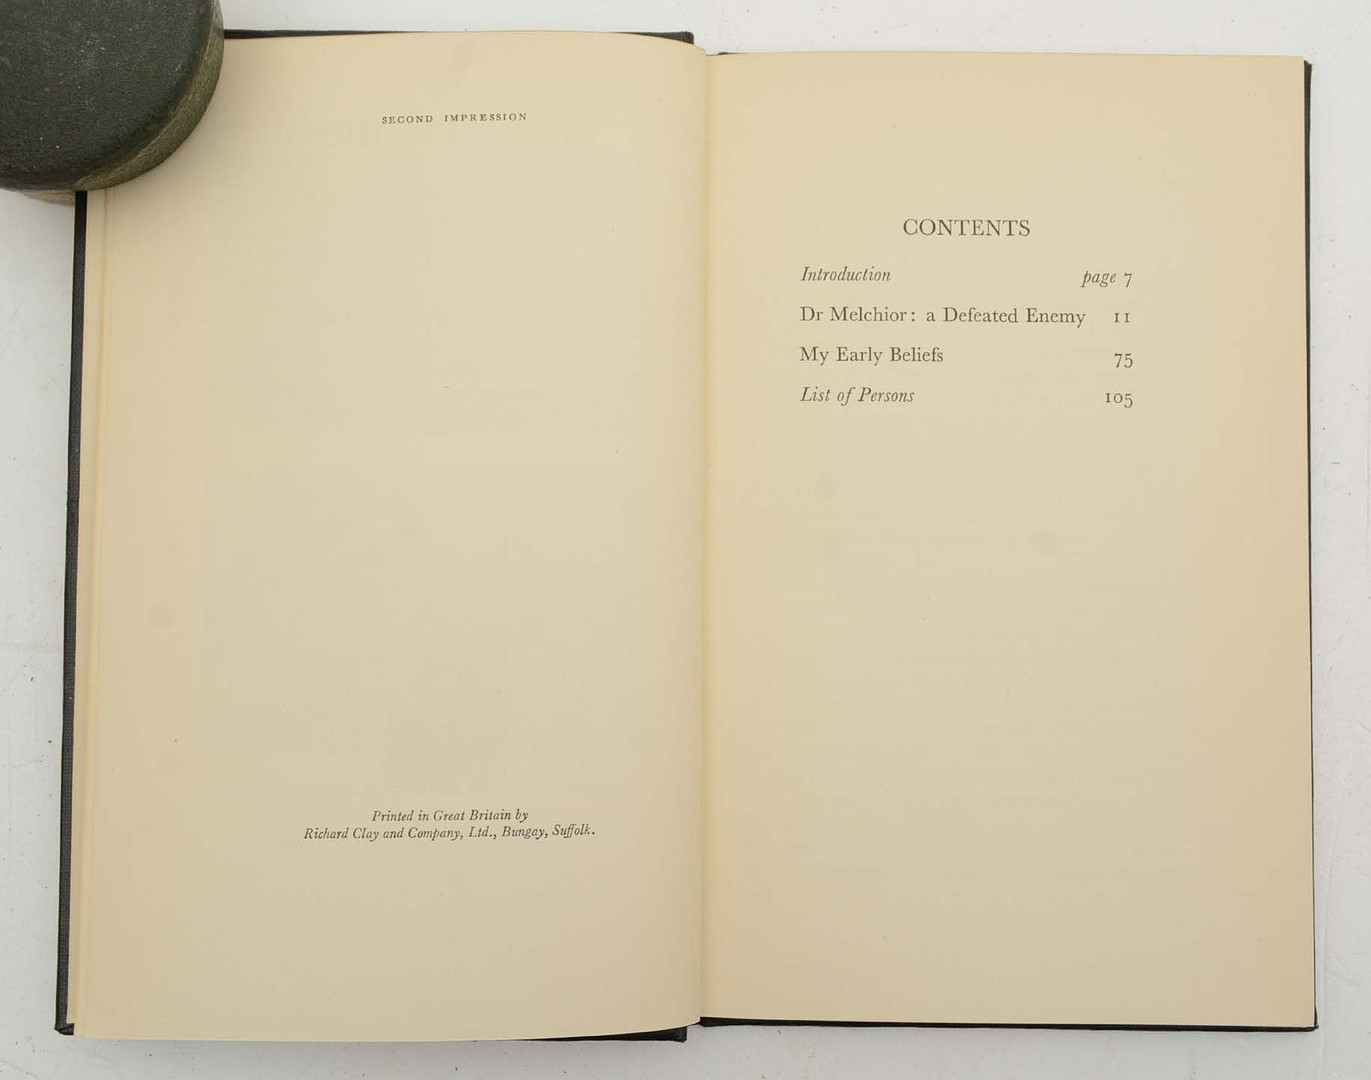 SECOND IMPRESSION
Printed in Great Britain by
Richard Clay and Company, Ltd., Bungay, Suffolk.
CONTENTS
Introduction page 7
Dr Melchior: a Defeated Enemy 11
My Early Beliefs 75
List of Persons 105